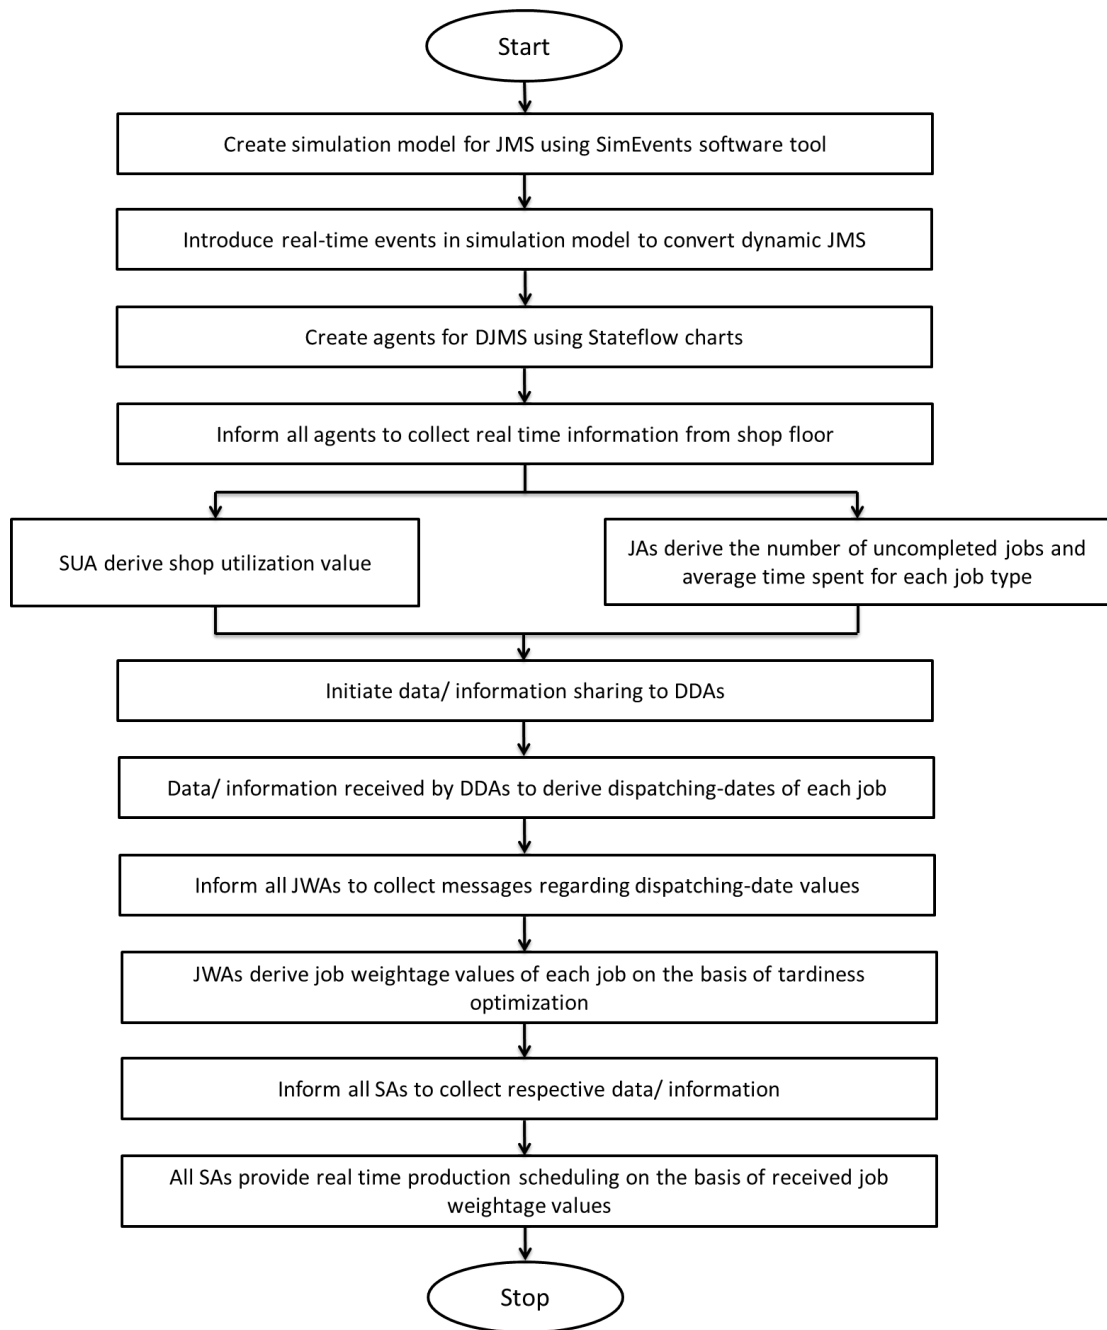 Start
Create simulation model for JMS using SimEvents software tool
Introduce real-time events in simulation model to convert dynamic JMS
Create agents for DJMS using Stateflow charts
Inform all agents to collect real time information from shop floor
SUA derive shop utilization value
JAs derive the number of uncompleted jobs and
average time spent for each job type
Initiate data/ information sharing to DDAs
Data/ information received by DDAs to derive dispatching-dates of each job
Inform all JWAs to collect messages regarding dispatching-date values
JWAs derive job weightage values of each job on the basis of tardiness
optimization
Inform all SAs to collect respective data/ information
All SAs provide real time production scheduling on the basis of received job
weightage values
Stop